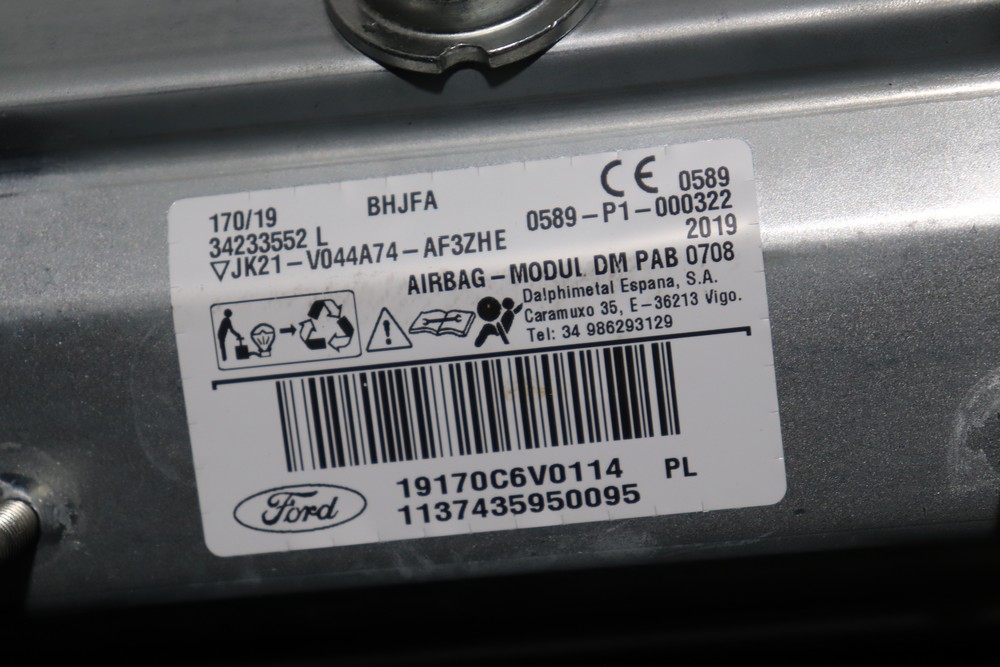 170/19 BHJFA CE 0589
34233552 L 0589-P1-000322
▽JK21-V044A74-AF3ZHE 2019
AIRBAG-MODUL DM PAB 0708
Dalphimetal Espana, S.A.
Caramuxo 35, E-36213 Vigo.
Tel: 34 986293129
19170C6V0114 PL
1137435950095
Ford